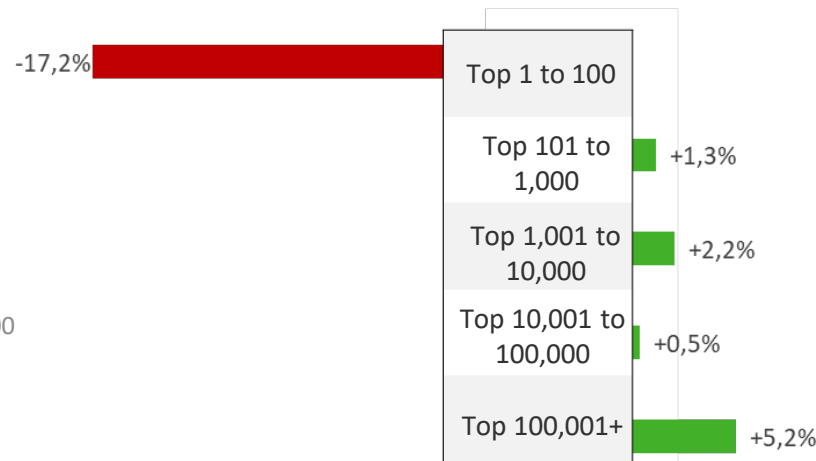 -17,2%
Top 1 to 100
Top 101 to
1,000
+1,3%
Top 1,001 to
10,000
+2,2%
Top 10,001 to
100,000
+0,5%
Top 100,001+
+5,2%